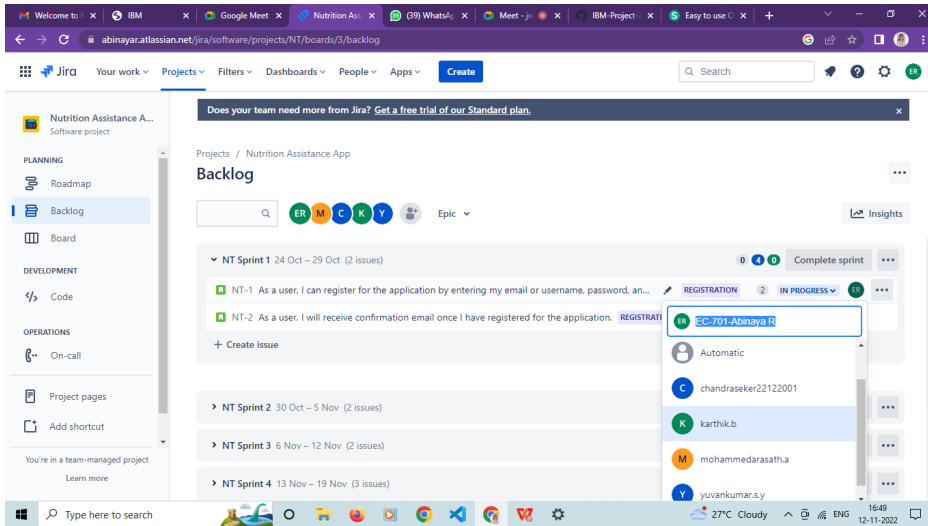 Welcome to
IBM
Google Meet
Nutrition Ass
(39) WhatsAp
Meet - jw
IBM-Project-
Easy to use O
abinayar.atlassian.net/jira/software/projects/NT/boards/3/backlog
Jira Your work Projects Filters Dashboards People Apps Create Search ER
Does your team need more from Jira? Get a free trial of our Standard plan.
Nutrition Assistance A...
Software project
PLANNING
Roadmap
Backlog
Board
DEVELOPMENT
Code
OPERATIONS
On-call
Project pages
Add shortcut
You're in a team-managed project
Learn more
Projects / Nutrition Assistance App
Backlog
ER M C K Y Epic Insights
NT Sprint 1 24 Oct – 29 Oct (2 issues) 0 4 0 Complete sprint
NT-1 As a user, I can register for the application by entering my email or username, password, an... REGISTRATION 2 IN PROGRESS ER
NT-2 As a user, I will receive confirmation email once I have registered for the application. REGISTRATI
+ Create issue
ER EC-701-Abinaya R
Automatic
C chandraseker22122001
K karthik.b
M mohammedarasath.a
Y yuvankumar.s.y
NT Sprint 2 30 Oct – 5 Nov (2 issues)
NT Sprint 3 6 Nov – 12 Nov (2 issues)
NT Sprint 4 13 Nov – 19 Nov (3 issues)
Type here to search
27°C Cloudy ENG
16:49
12-11-2022